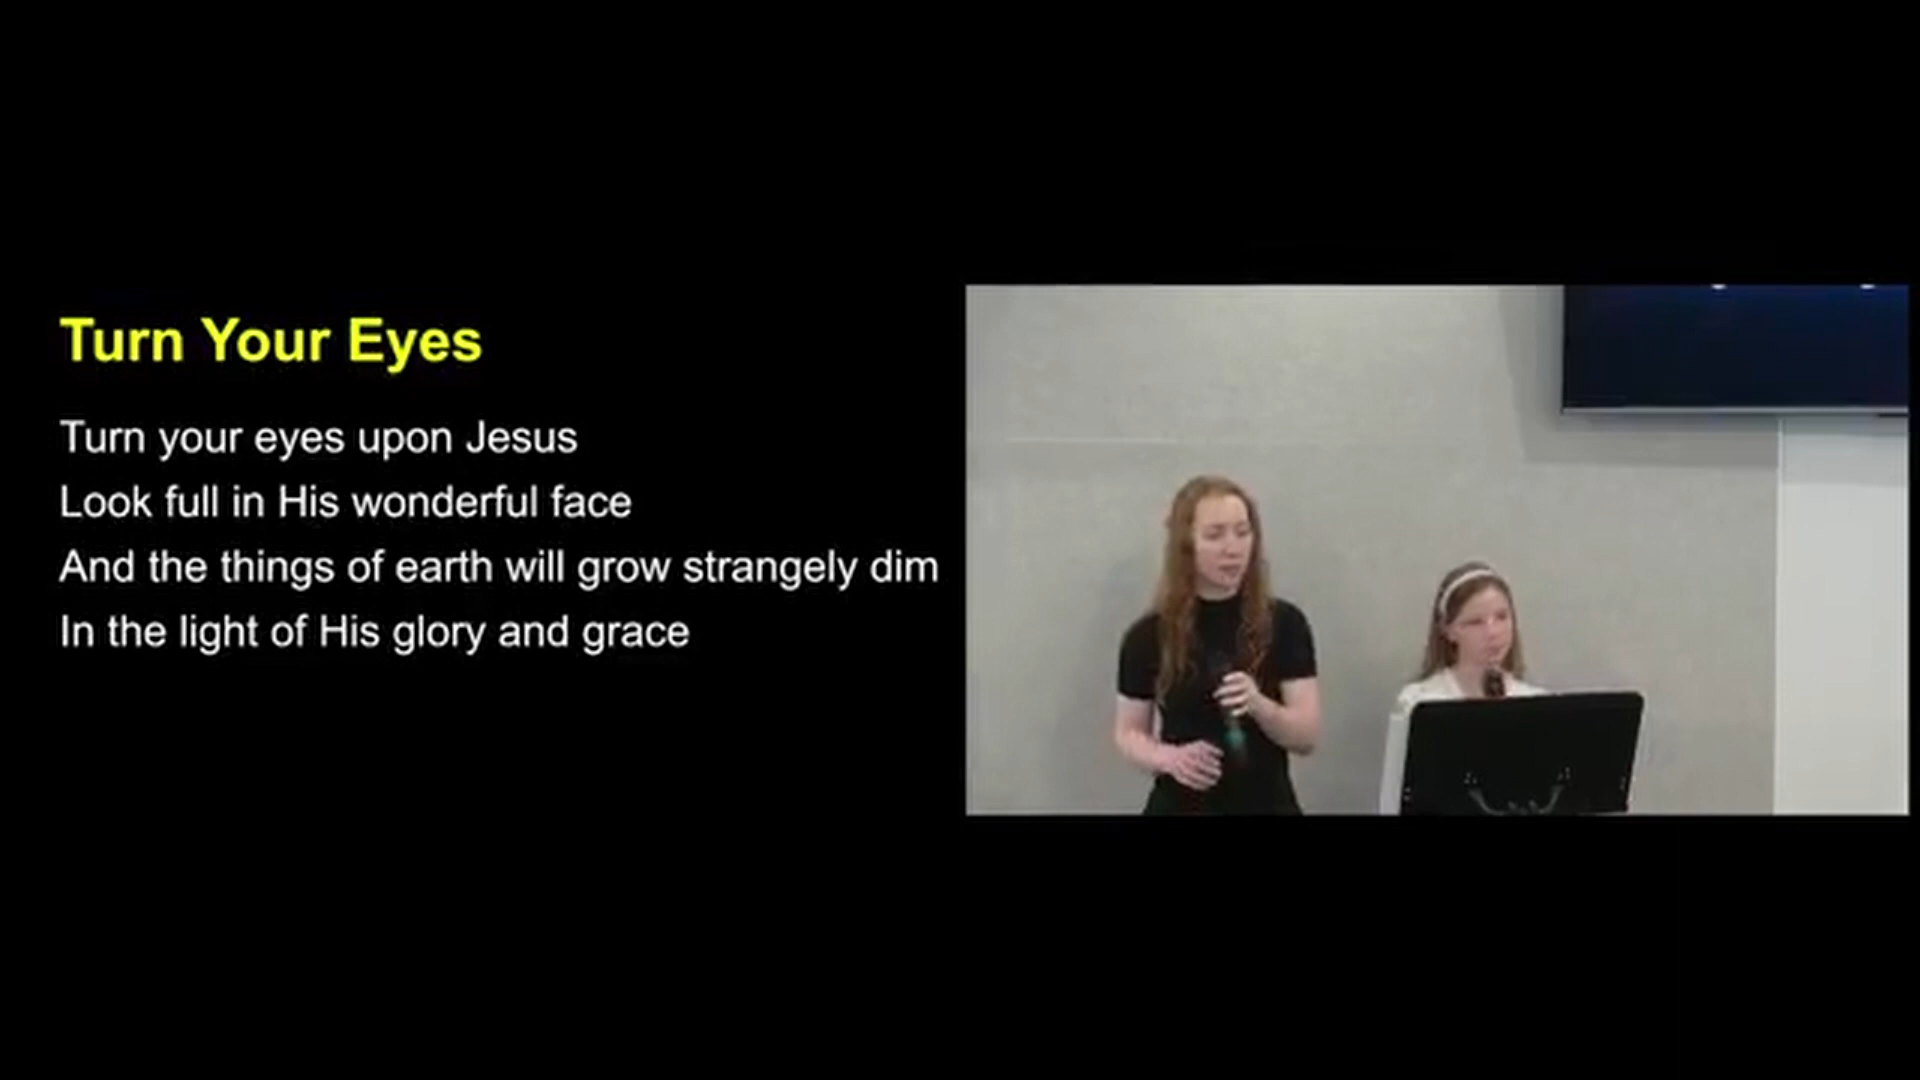 Turn Your Eyes
Turn your eyes upon Jesus
Look full in His wonderful face
And the things of earth will grow strangely dim
In the light of His glory and grace